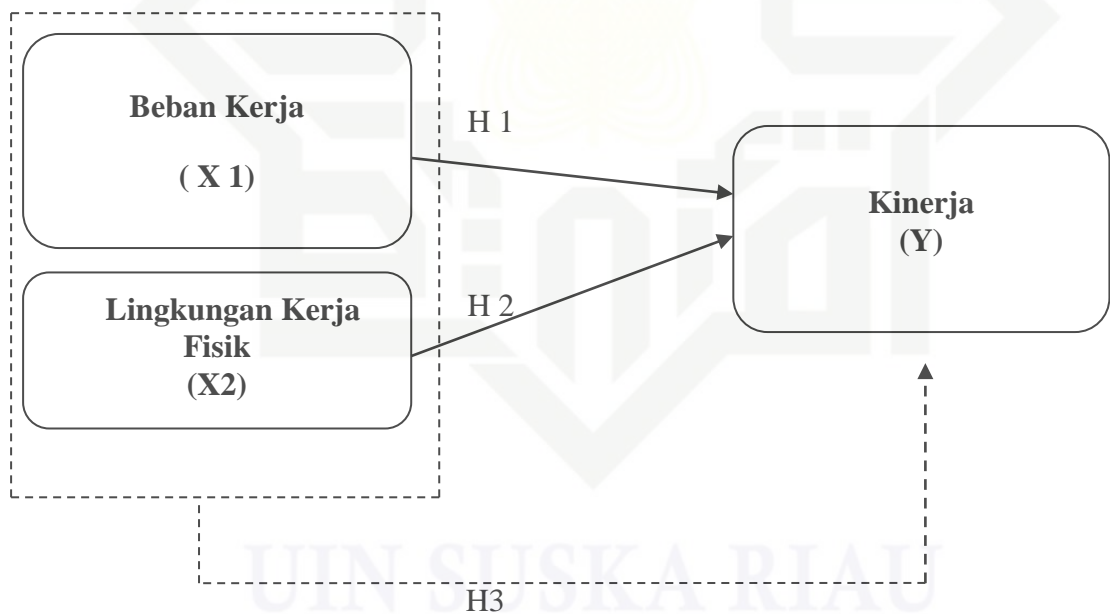 Beban Kerja
( X 1)
H 1
Kinerja
(Y)
Lingkungan Kerja
Fisik
(X2)
H 2
UIN SUSKA RIAU
H3